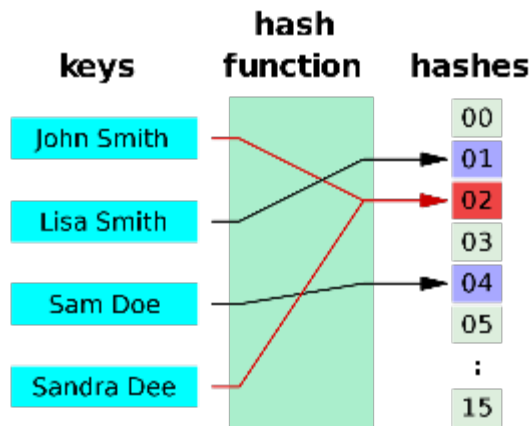 keys
hash
function
hashes
John Smith
Lisa Smith
Sam Doe
Sandra Dee
00
01
02
03
04
05
:
15